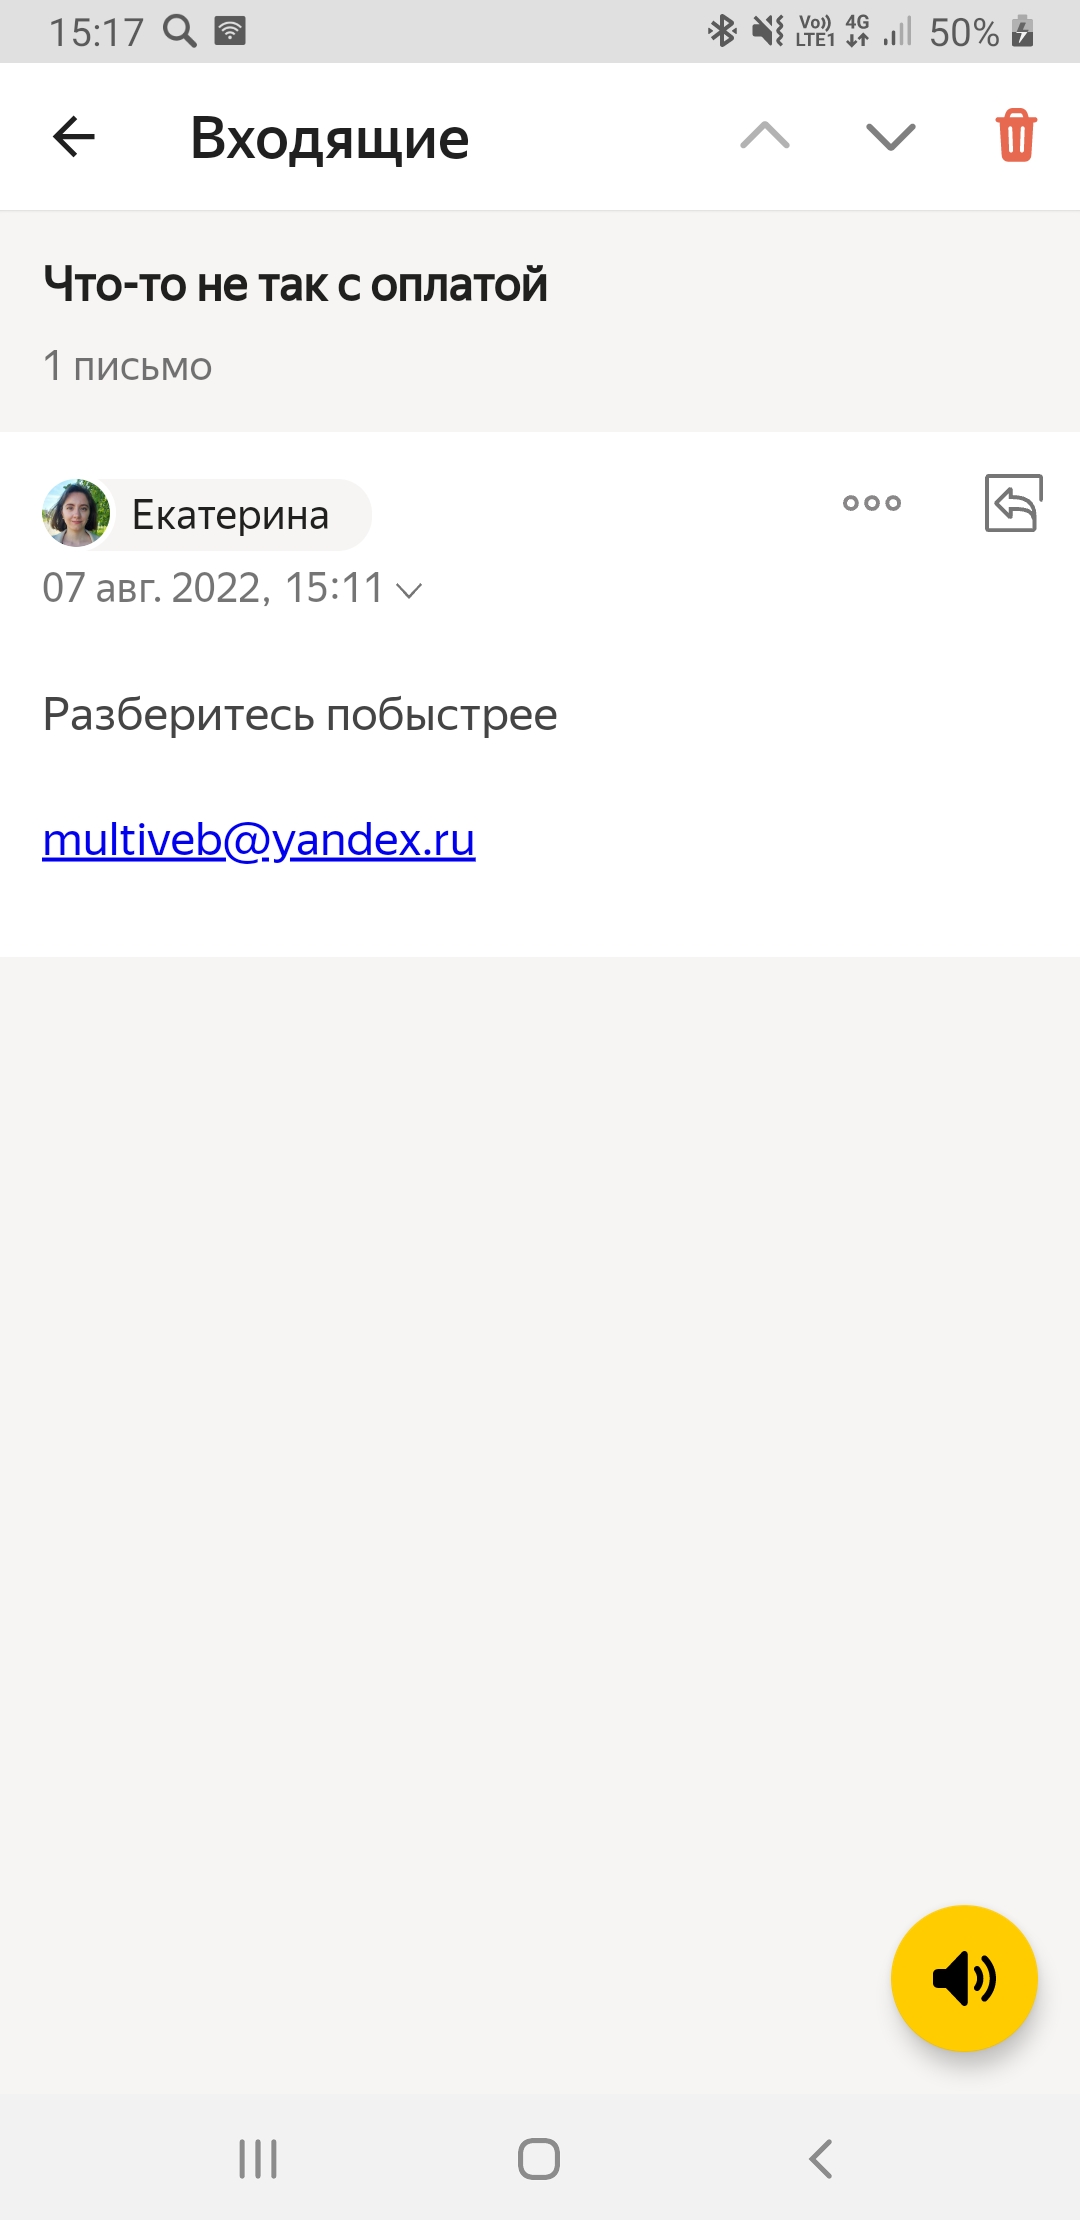 15:17 Vo)) LTE1 4G 50%
Входящие
Что-то не так с оплатой
1 письмо
Екатерина
07 авг. 2022, 15:11
Разберитесь побыстрее
multiveb@yandex.ru